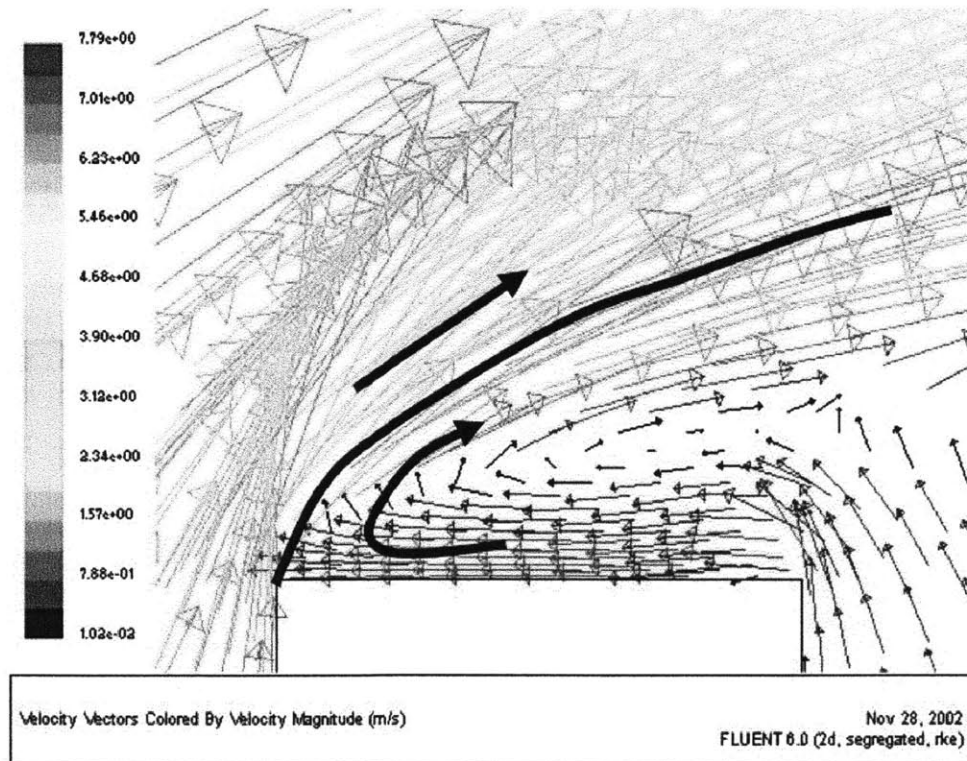 7.79e+00
7.01e+00
6.23e+00
5.46e+00
4.68e+00
3.90e+00
3.12e+00
2.34e+00
1.57e+00
7.88e-01
1.02e-02
Velocity Vectors Colored By Velocity Magnitude (m/s)
Nov 28, 2002
FLUENT 6.0 (2d, segregated, rke)